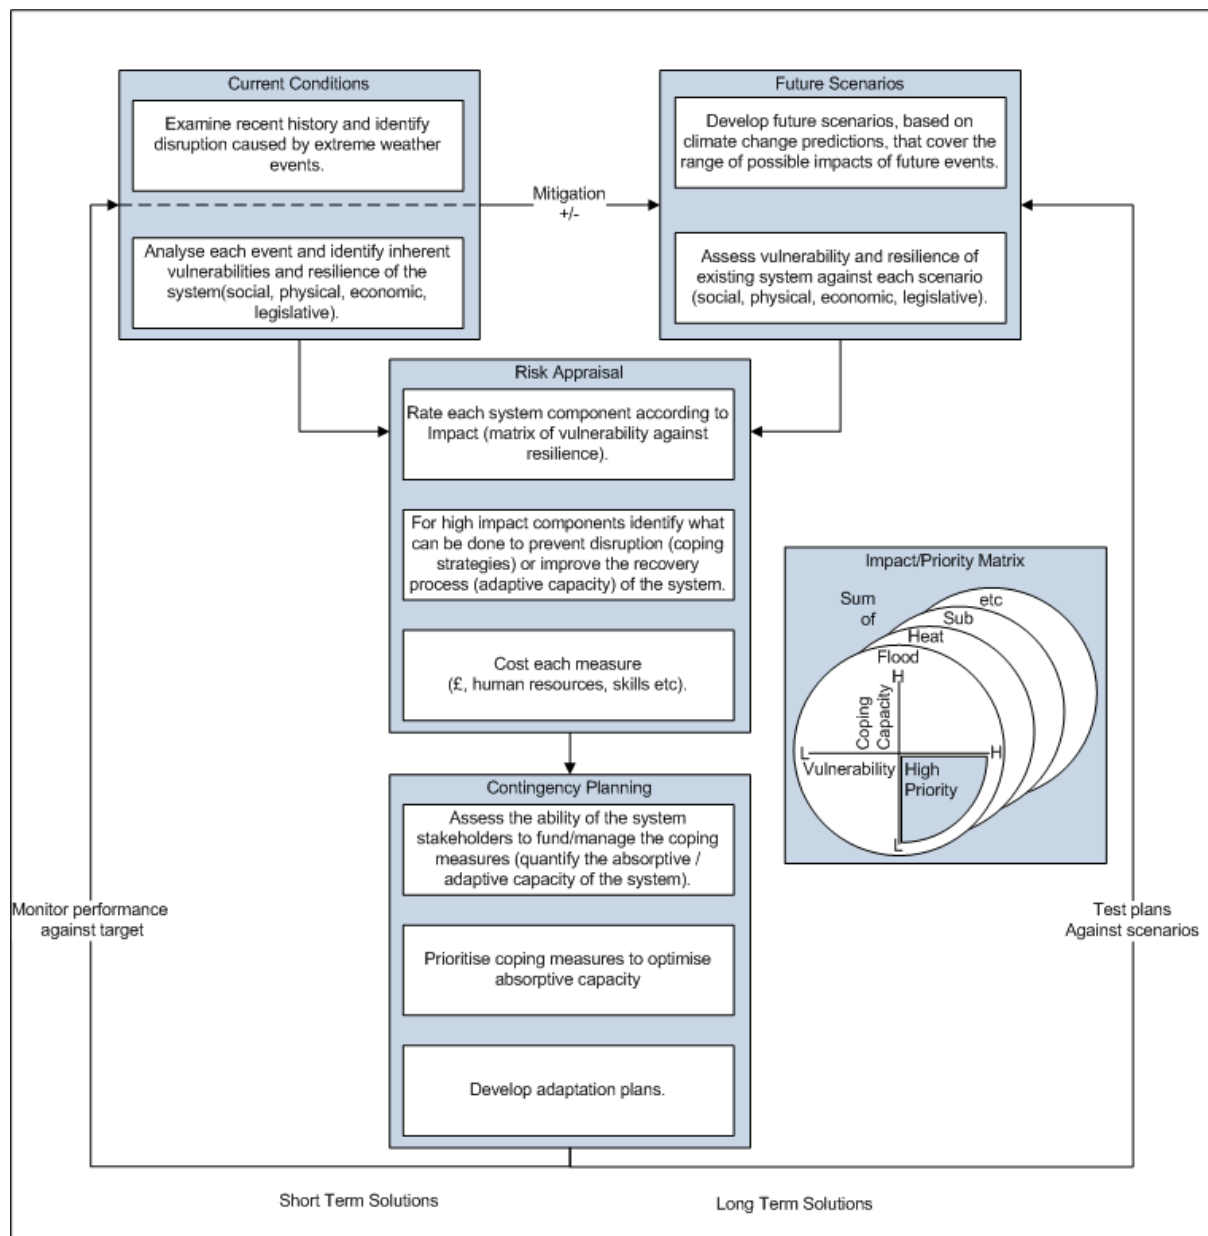 Current Conditions
Examine recent history and identify
disruption caused by extreme weather
events.
Analyse each event and identify inherent
vulnerabilities and resilience of the
system(social, physical, economic,
legislative).
Mitigation
+/-
Future Scenarios
Develop future scenarios, based on
climate change predictions, that cover the
range of possible impacts of future events.
Assess vulnerability and resilience of
existing system against each scenario
(social, physical, economic, legislative).
Risk Appraisal
Rate each system component according to
Impact (matrix of vulnerability against
resilience).
For high impact components identify what
can be done to prevent disruption (coping
strategies) or improve the recovery
process (adaptive capacity) of the system.
Cost each measure
(£, human resources, skills etc).
Impact/Priority Matrix
Sum
of
etc
Sub
Heat
Flood
H
Coping
Capacity
L
H
Vulnerability
High
Priority
L
Contingency Planning
Assess the ability of the system
stakeholders to fund/manage the coping
measures (quantify the absorptive /
adaptive capacity of the system).
Prioritise coping measures to optimise
absorptive capacity
Develop adaptation plans.
Monitor performance
against target
Test plans
Against scenarios
Short Term Solutions
Long Term Solutions